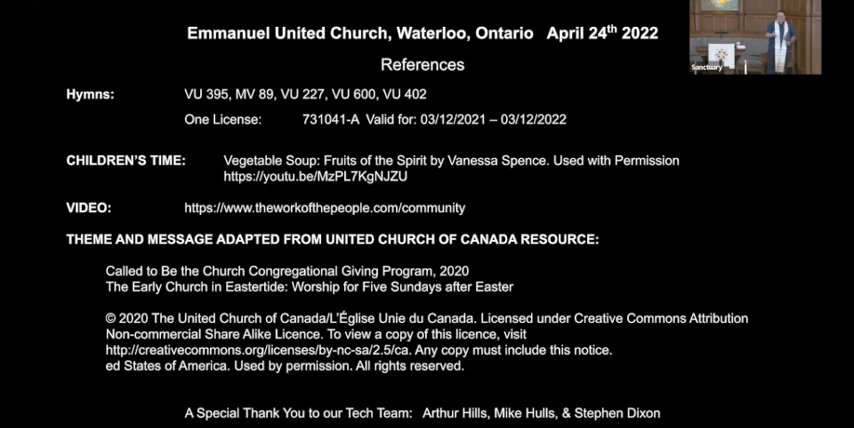 Emmanuel United Church, Waterloo, Ontario April 24th 2022
Sanctuary
References
Hymns: VU 395, MV 89, VU 227, VU 600, VU 402
One License: 731041-A Valid for: 03/12/2021 – 03/12/2022
CHILDREN'S TIME: Vegetable Soup: Fruits of the Spirit by Vanessa Spence. Used with Permission
https://youtu.be/MzPL7KgNJZU
VIDEO: https://www.theworkofthepeople.com/community
THEME AND MESSAGE ADAPTED FROM UNITED CHURCH OF CANADA RESOURCE:
Called to Be the Church Congregational Giving Program, 2020
The Early Church in Eastertide: Worship for Five Sundays after Easter
© 2020 The United Church of Canada/L'Église Unie du Canada. Licensed under Creative Commons Attribution
Non-commercial Share Alike Licence. To view a copy of this licence, visit
http://creativecommons.org/licenses/by-nc-sa/2.5/ca. Any copy must include this notice.
ed States of America. Used by permission. All rights reserved.
A Special Thank You to our Tech Team: Arthur Hills, Mike Hulls, & Stephen Dixon